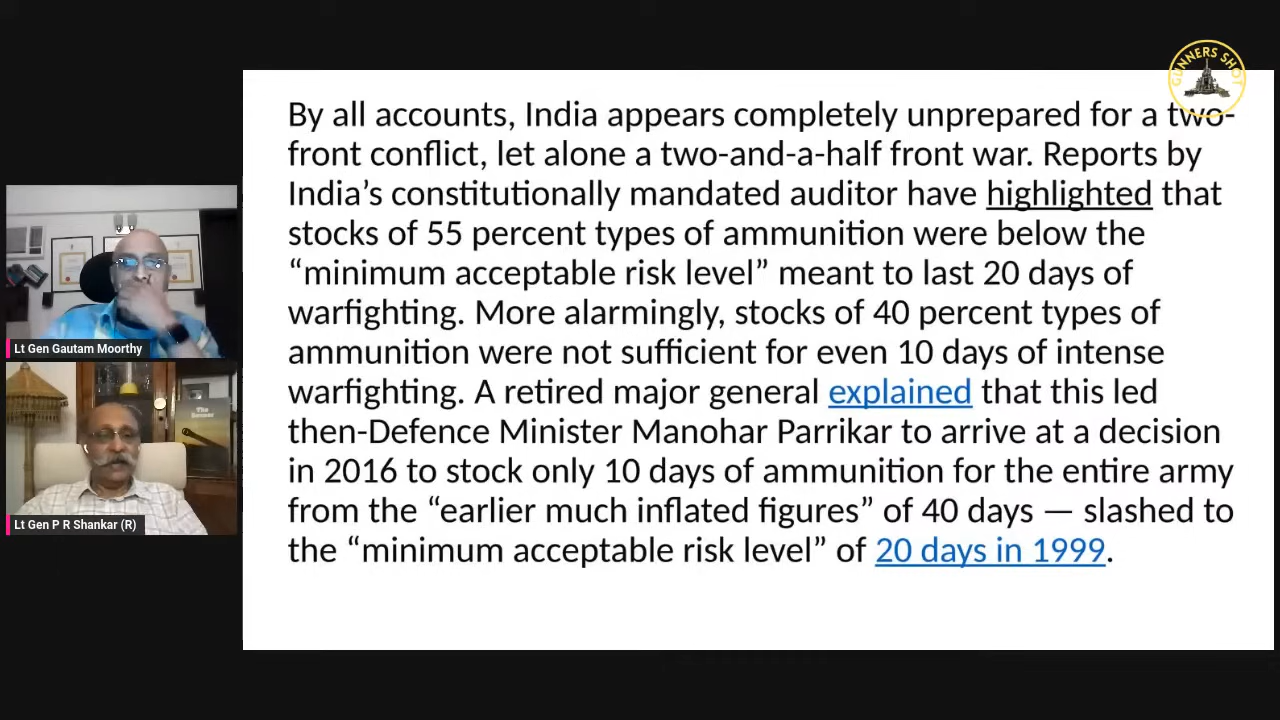 GUNNERS SHOT
By all accounts, India appears completely unprepared for a two-
front conflict, let alone a two-and-a-half front war. Reports by
India’s constitutionally mandated auditor have highlighted that
stocks of 55 percent types of ammunition were below the
“minimum acceptable risk level” meant to last 20 days of
warfighting. More alarmingly, stocks of 40 percent types of
ammunition were not sufficient for even 10 days of intense
warfighting. A retired major general explained that this led
then-Defence Minister Manohar Parrikar to arrive at a decision
in 2016 to stock only 10 days of ammunition for the entire army
from the “earlier much inflated figures” of 40 days — slashed to
the “minimum acceptable risk level” of 20 days in 1999.
Lt Gen Gautam Moorthy
The
Lt Gen P R Shankar (R)